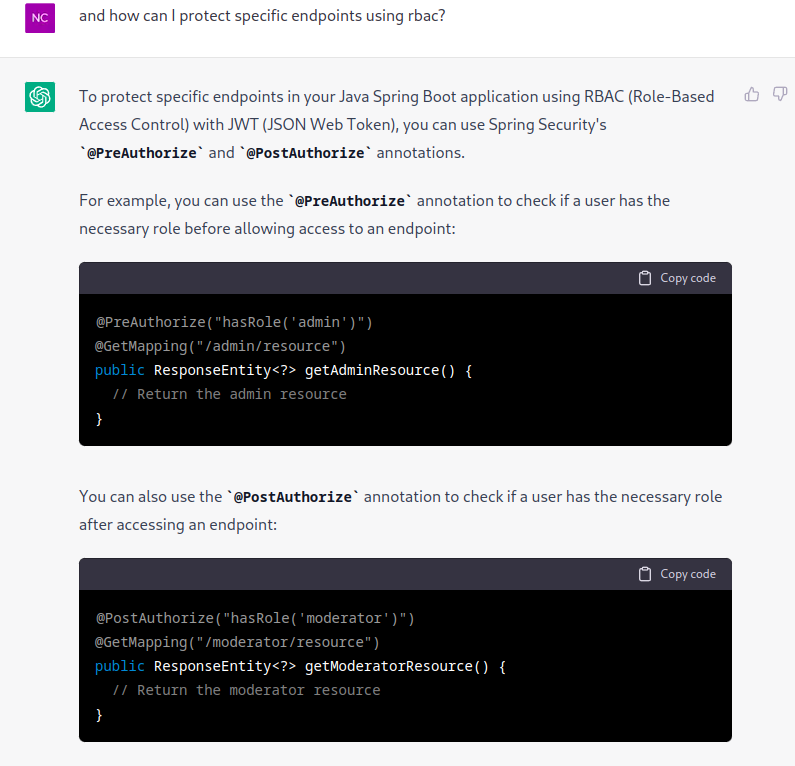 NC
and how can I protect specific endpoints using rbac?
To protect specific endpoints in your Java Spring Boot application using RBAC (Role-Based
Access Control) with JWT (JSON Web Token), you can use Spring Security's
`@PreAuthorize` and `@PostAuthorize` annotations.
For example, you can use the `@PreAuthorize` annotation to check if a user has the
necessary role before allowing access to an endpoint:
Copy code
@PreAuthorize("hasRole('admin')")
@GetMapping("/admin/resource")
public ResponseEntity<?> getAdminResource() {
  // Return the admin resource
}
You can also use the `@PostAuthorize` annotation to check if a user has the necessary role
after accessing an endpoint:
Copy code
@PostAuthorize("hasRole('moderator')")
@GetMapping("/moderator/resource")
public ResponseEntity<?> getModeratorResource() {
  // Return the moderator resource
}